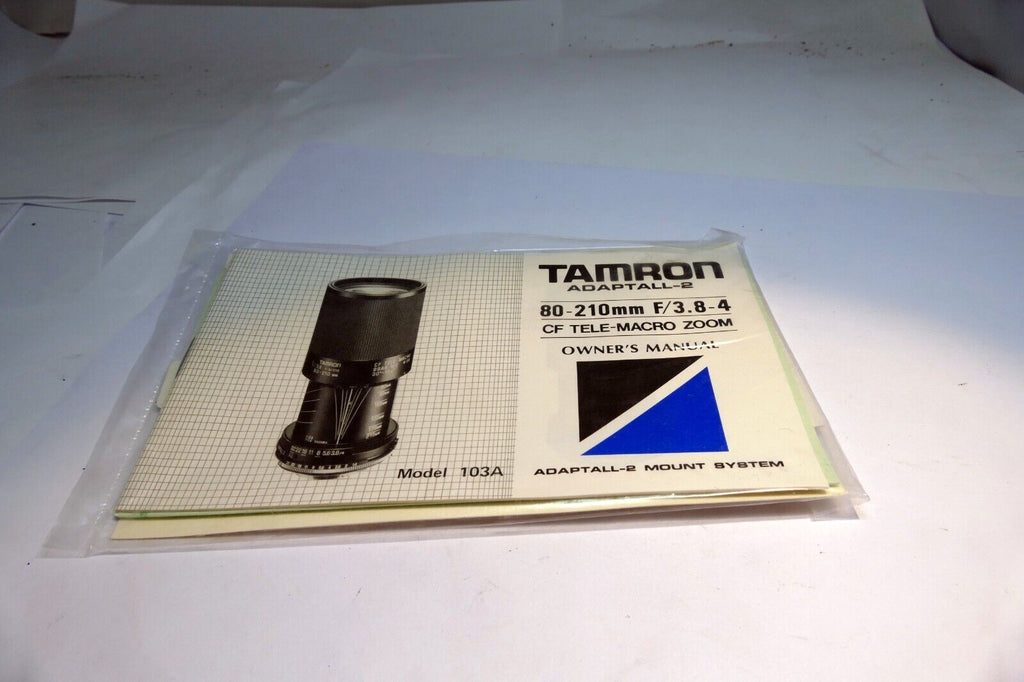 TAMRON
ADAPTALL-2
80-210mm F/3.8-4
CF TELE-MACRO ZOOM
OWNER'S MANUAL
TAMRON
Model 103A
ADAPTALL-2 MOUNT SYSTEM